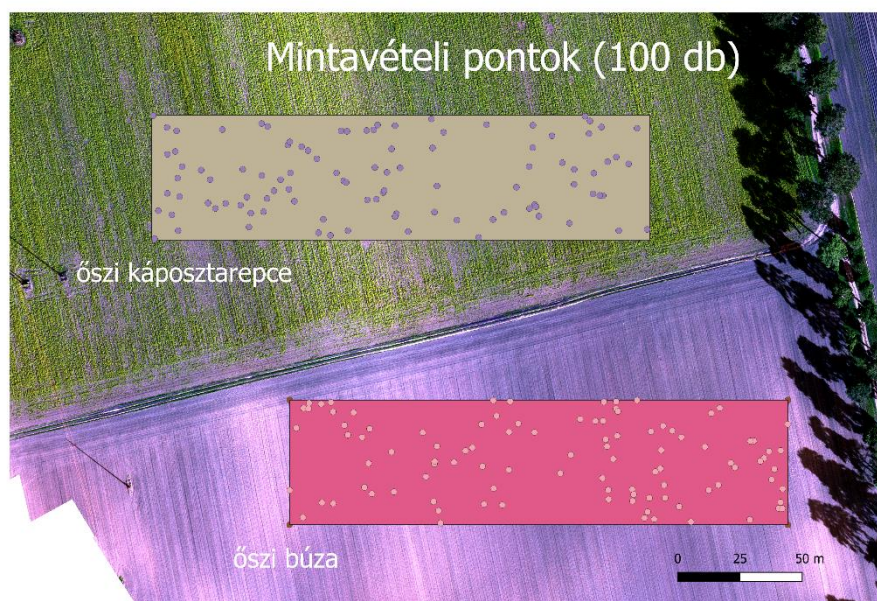 Mintavételi pontok (100 db)
őszi káposztarepce
őszi búza
0 25 50 m